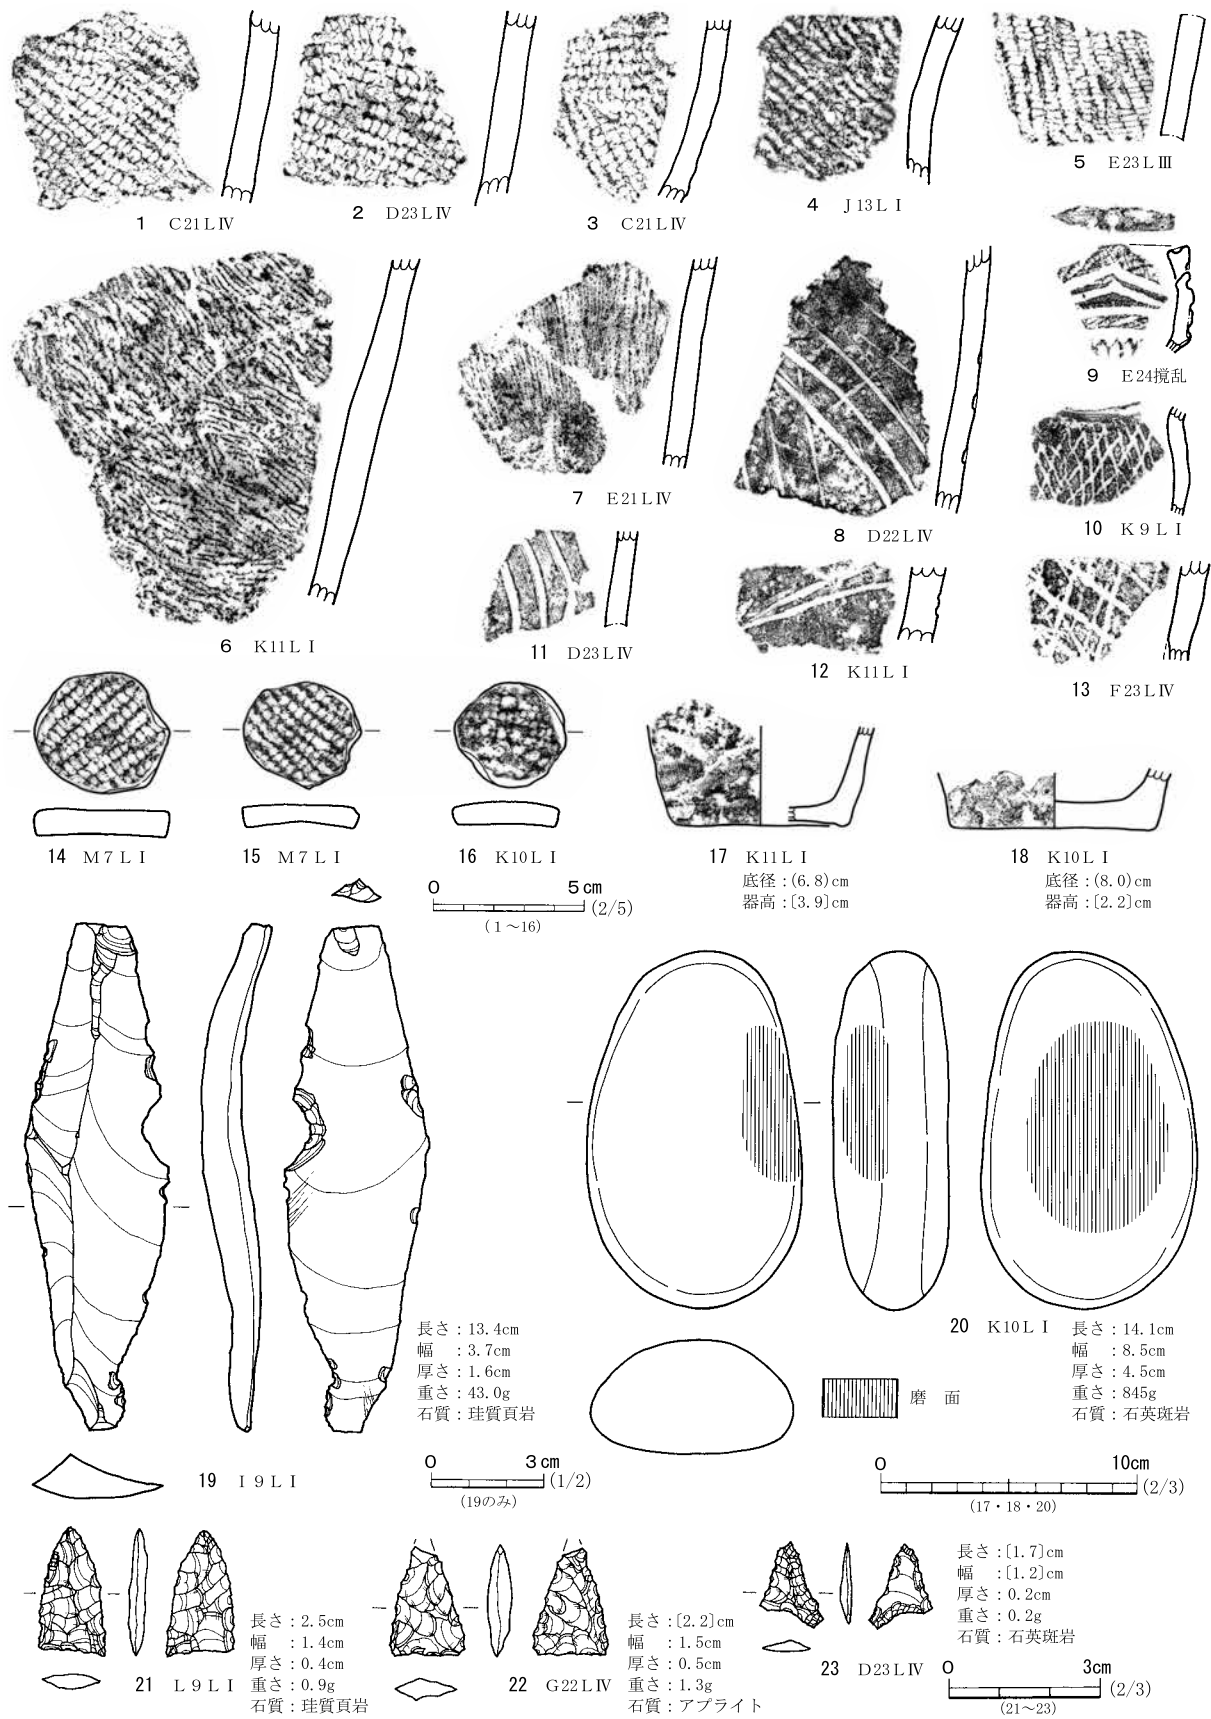 1 C21LⅣ
2 D23LⅣ
3 C21LⅣ
4 J13LⅠ
5 E23LⅢ
6 K11LⅠ
7 E21LⅣ
8 D22LⅣ
9 E24撹乱
10 K9LⅠ
11 D23LⅣ
12 K11LⅠ
13 F23LⅣ
14 M7LⅠ
15 M7LⅠ
16 K10LⅠ
17 K11LⅠ
底径：(6.8)cm
器高：〔3.9〕cm
18 K10LⅠ
底径：(8.0)cm
器高：〔2.2〕cm
0 5cm
(2/5)
(1～16)
長さ：13.4cm
幅　：3.7cm
厚さ：1.6cm
重さ：43.0g
石質：珪質頁岩
19 I9LⅠ
0 3cm
(1/2)
(19のみ)
20 K10LⅠ
長さ：14.1cm
幅　：8.5cm
厚さ：4.5cm
重さ：845g
石質：石英斑岩
磨　面
0 10cm
(2/3)
(17・18・20)
長さ：2.5cm
幅　：1.4cm
厚さ：0.4cm
重さ：0.9g
石質：珪質頁岩
21 L9LⅠ
長さ：〔2.2〕cm
幅　：1.5cm
厚さ：0.5cm
重さ：1.3g
石質：アプライト
22 G22LⅣ
長さ：〔1.7〕cm
幅　：〔1.2〕cm
厚さ：0.2cm
重さ：0.2g
石質：石英斑岩
23 D23LⅣ
0 3cm
(2/3)
(21～23)